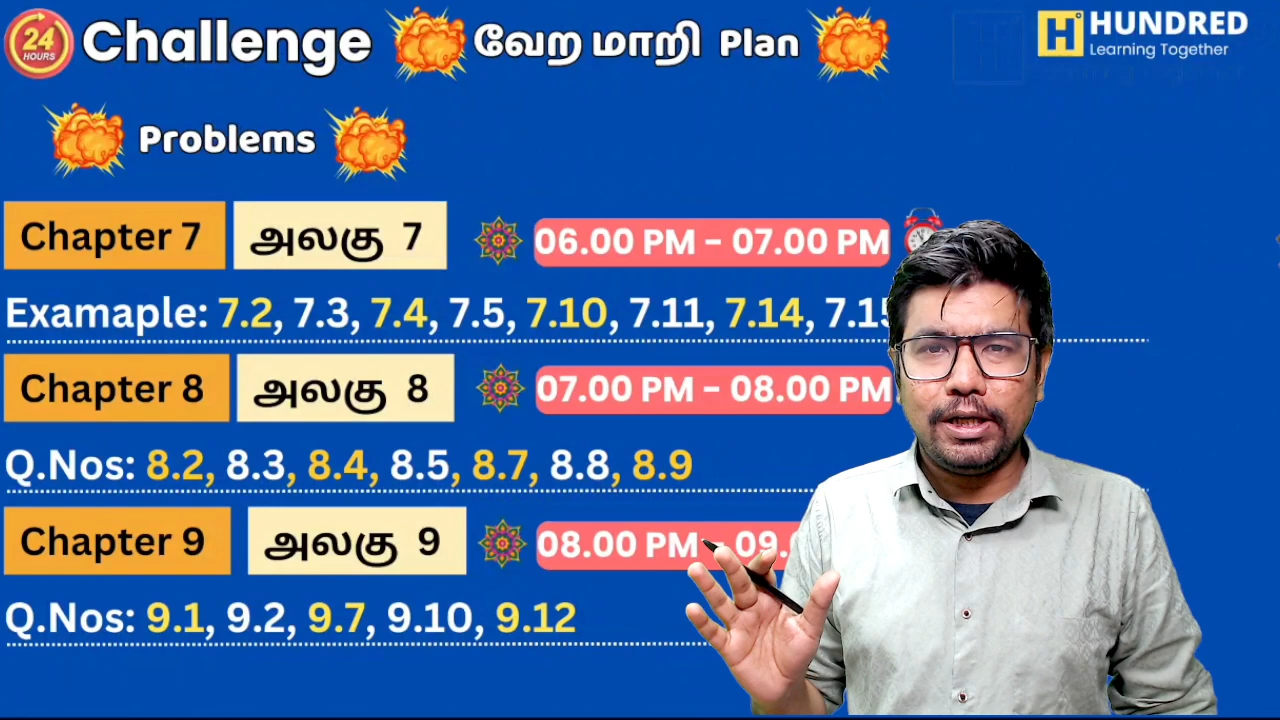 24 HOURS Challenge வேற மாறி Plan
HUNDRED
Learning Together
Problems
Chapter 7 அலகு 7 06.00 PM - 07.00 PM
Examaple: 7.2, 7.3, 7.4, 7.5, 7.10, 7.11, 7.14, 7.15
Chapter 8 அலகு 8 07.00 PM - 08.00 PM
Q.Nos: 8.2, 8.3, 8.4, 8.5, 8.7, 8.8, 8.9
Chapter 9 அலகு 9 08.00 PM - 09.
Q.Nos: 9.1, 9.2, 9.7, 9.10, 9.12